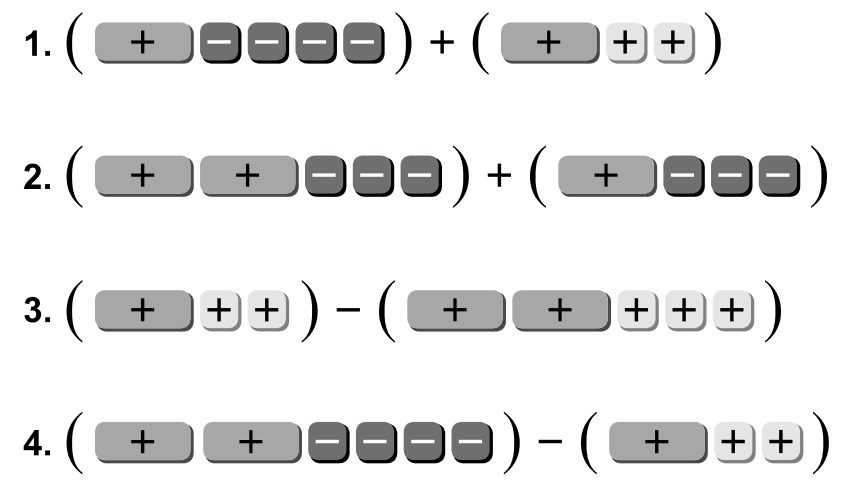 1. ( + − − − − ) + ( + + + )
2. ( + + − − − ) + ( + − − − )
3. ( + + + ) − ( + + + + + )
4. ( + + − − − − ) − ( + + + )